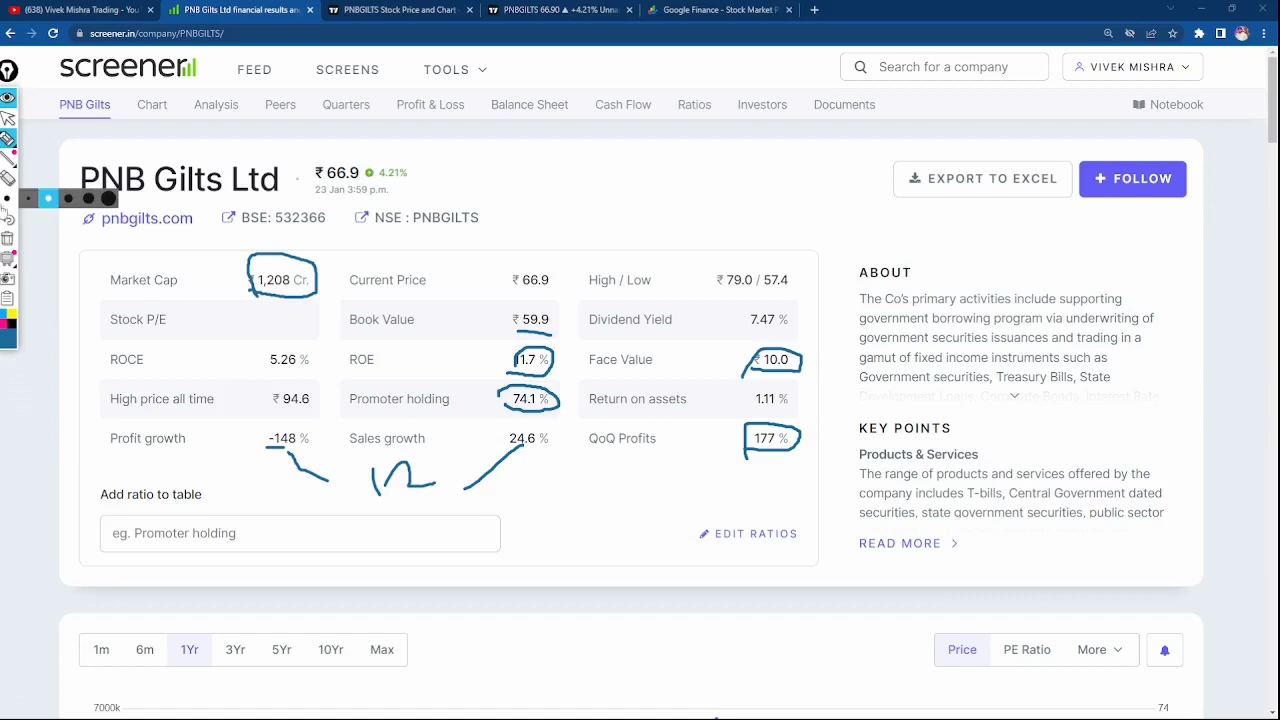 (638) Vivek Mishra Trading - You
PNB Gilts Ltd financial results an
PNBGILTS Stock Price and Chart
PNBGILTS 66.90 ▲ +4.21% Unna
Google Finance - Stock Market P
screener.in/company/PNBGILTS/
screener
FEED
SCREENS
TOOLS
Search for a company
VIVEK MISHRA
PNB Gilts
Chart
Analysis
Peers
Quarters
Profit & Loss
Balance Sheet
Cash Flow
Ratios
Investors
Documents
Notebook
PNB Gilts Ltd
₹ 66.9
4.21%
23 Jan 3:59 p.m.
EXPORT TO EXCEL
+ FOLLOW
pnbgilts.com
BSE: 532366
NSE : PNBGILTS
Market Cap ₹ 1,208 Cr.
Current Price ₹ 66.9
High / Low ₹ 79.0 / 57.4
Stock P/E
Book Value ₹ 59.9
Dividend Yield 7.47 %
ROCE 5.26 %
ROE 11.7 %
Face Value ₹ 10.0
High price all time ₹ 94.6
Promoter holding 74.1 %
Return on assets 1.11 %
Profit growth -148 %
Sales growth 24.6 %
QoQ Profits 177 %
12
Add ratio to table
eg. Promoter holding
EDIT RATIOS
ABOUT
The Co's primary activities include supporting
government borrowing program via underwriting of
government securities issuances and trading in a
gamut of fixed income instruments such as
Government securities, Treasury Bills, State
Development Loans, Corporate Bonds, Interest Rate
KEY POINTS
Products & Services
The range of products and services offered by the
company includes T-bills, Central Government dated
securities, state government securities, public sector
READ MORE
1m
6m
1Yr
3Yr
5Yr
10Yr
Max
Price
PE Ratio
More
7000k
74